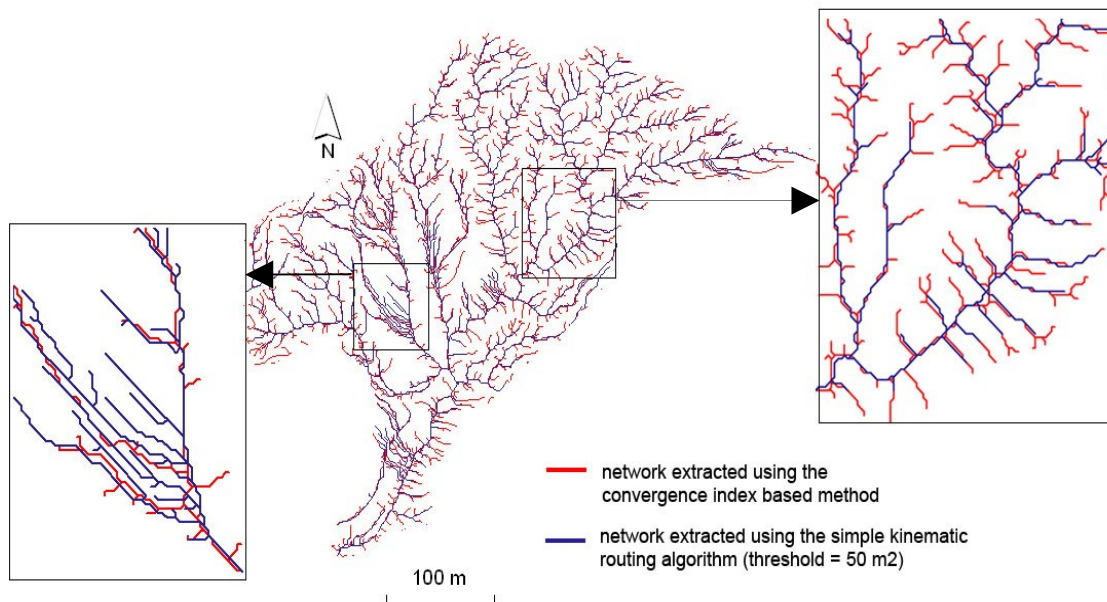 N
network extracted using the
convergence index based method
network extracted using the simple kinematic
routing algorithm (threshold = 50 m2)
100 m